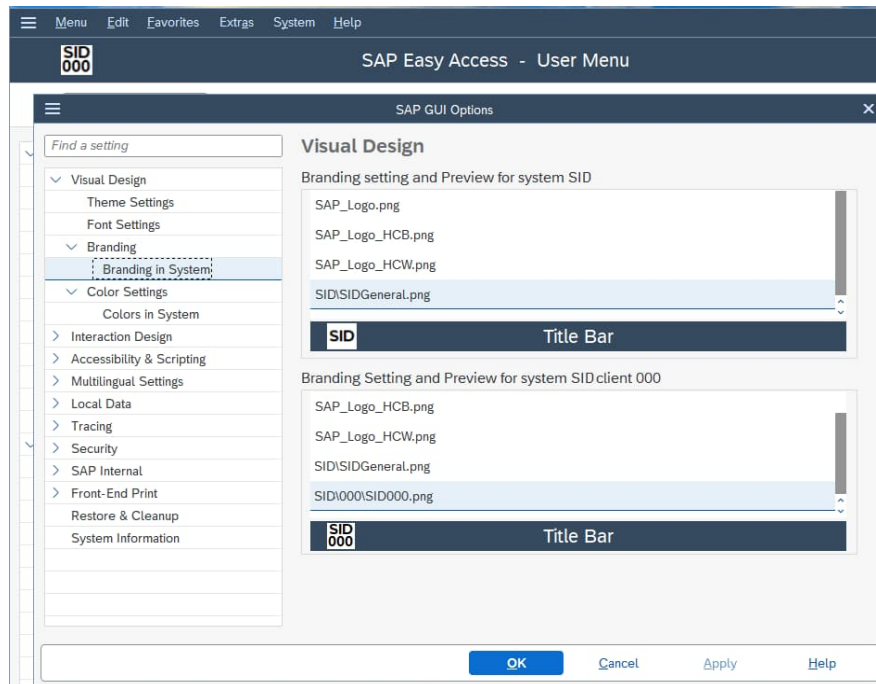 Menu Edit Favorites Extras System Help
SID
000
SAP Easy Access - User Menu
SAP GUI Options
Find a setting
Visual Design
Theme Settings
Font Settings
Branding
Branding in System
Color Settings
Colors in System
Interaction Design
Accessibility & Scripting
Multilingual Settings
Local Data
Tracing
Security
SAP Internal
Front-End Print
Restore & Cleanup
System Information
Visual Design
Branding setting and Preview for system SID
SAP_Logo.png
SAP_Logo_HCB.png
SAP_Logo_HCW.png
SID\SIDGeneral.png
SID Title Bar
Branding Setting and Preview for system SID client 000
SAP_Logo_HCB.png
SAP_Logo_HCW.png
SID\SIDGeneral.png
SID\000\SID000.png
SID
000
Title Bar
OK Cancel Apply Help